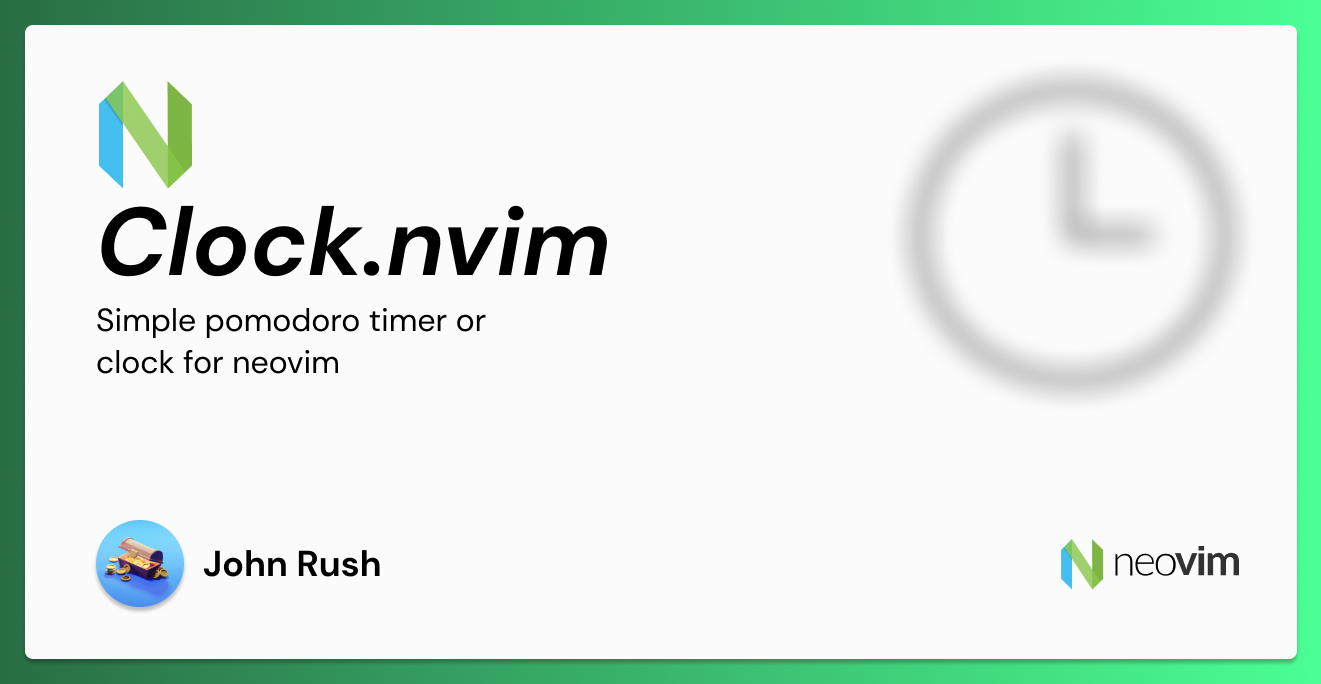 Clock.nvim
Simple pomodoro timer or
clock for neovim
John Rush
neovim